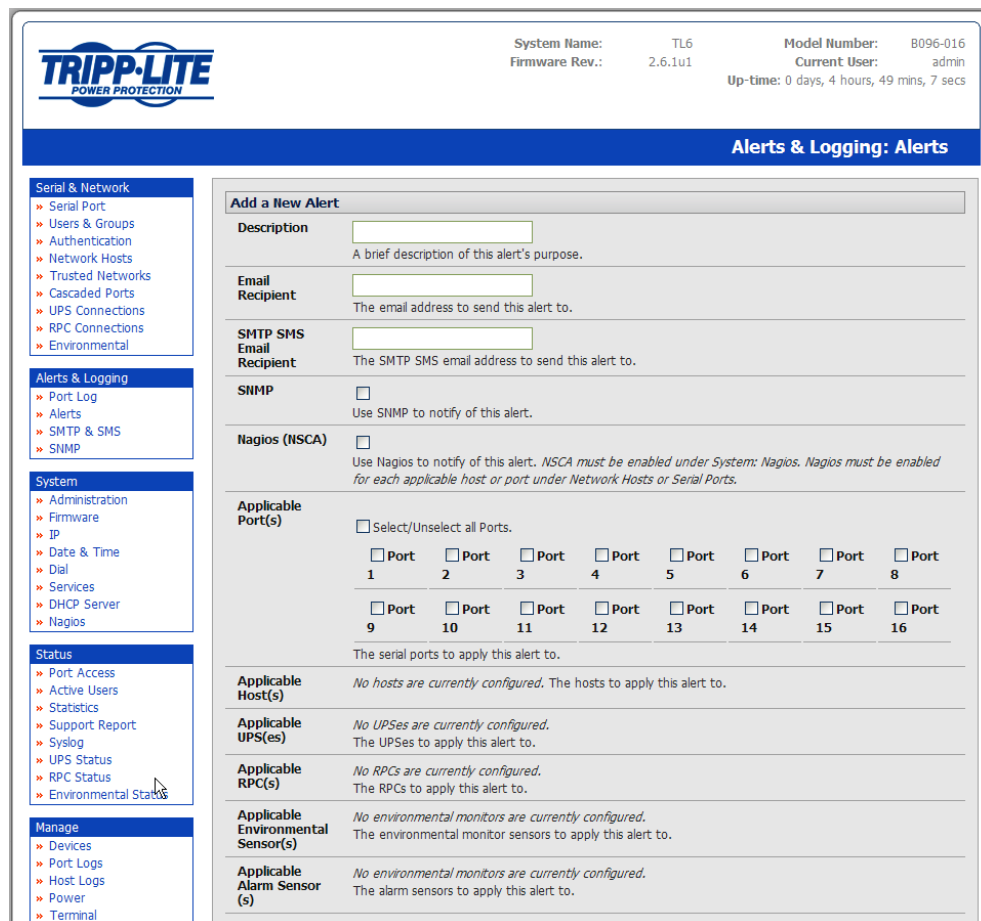 TRIPP·LITE
POWER PROTECTION
System Name: TL6 Model Number: B096-016
Firmware Rev.: 2.6.1u1 Current User: admin
Up-time: 0 days, 4 hours, 49 mins, 7 secs
Alerts & Logging: Alerts
Serial & Network
» Serial Port
» Users & Groups
» Authentication
» Network Hosts
» Trusted Networks
» Cascaded Ports
» UPS Connections
» RPC Connections
» Environmental
Alerts & Logging
» Port Log
» Alerts
» SMTP & SMS
» SNMP
System
» Administration
» Firmware
» IP
» Date & Time
» Dial
» Services
» DHCP Server
» Nagios
Status
» Port Access
» Active Users
» Statistics
» Support Report
» Syslog
» UPS Status
» RPC Status
» Environmental Status
Manage
» Devices
» Port Logs
» Host Logs
» Power
» Terminal
Add a New Alert
Description
A brief description of this alert's purpose.
Email
Recipient
The email address to send this alert to.
SMTP SMS
Email
Recipient
The SMTP SMS email address to send this alert to.
SNMP
Use SNMP to notify of this alert.
Nagios (NSCA)
Use Nagios to notify of this alert. NSCA must be enabled under System: Nagios. Nagios must be enabled
for each applicable host or port under Network Hosts or Serial Ports.
Applicable
Port(s)
Select/Unselect all Ports.
Port Port Port Port Port Port Port Port
1 2 3 4 5 6 7 8
Port Port Port Port Port Port Port Port
9 10 11 12 13 14 15 16
The serial ports to apply this alert to.
Applicable
Host(s)
No hosts are currently configured. The hosts to apply this alert to.
Applicable
UPS(es)
No UPSes are currently configured.
The UPSes to apply this alert to.
Applicable
RPC(s)
No RPCs are currently configured.
The RPCs to apply this alert to.
Applicable
Environmental
Sensor(s)
No environmental monitors are currently configured.
The environmental monitor sensors to apply this alert to.
Applicable
Alarm Sensor
(s)
No environmental monitors are currently configured.
The alarm sensors to apply this alert to.